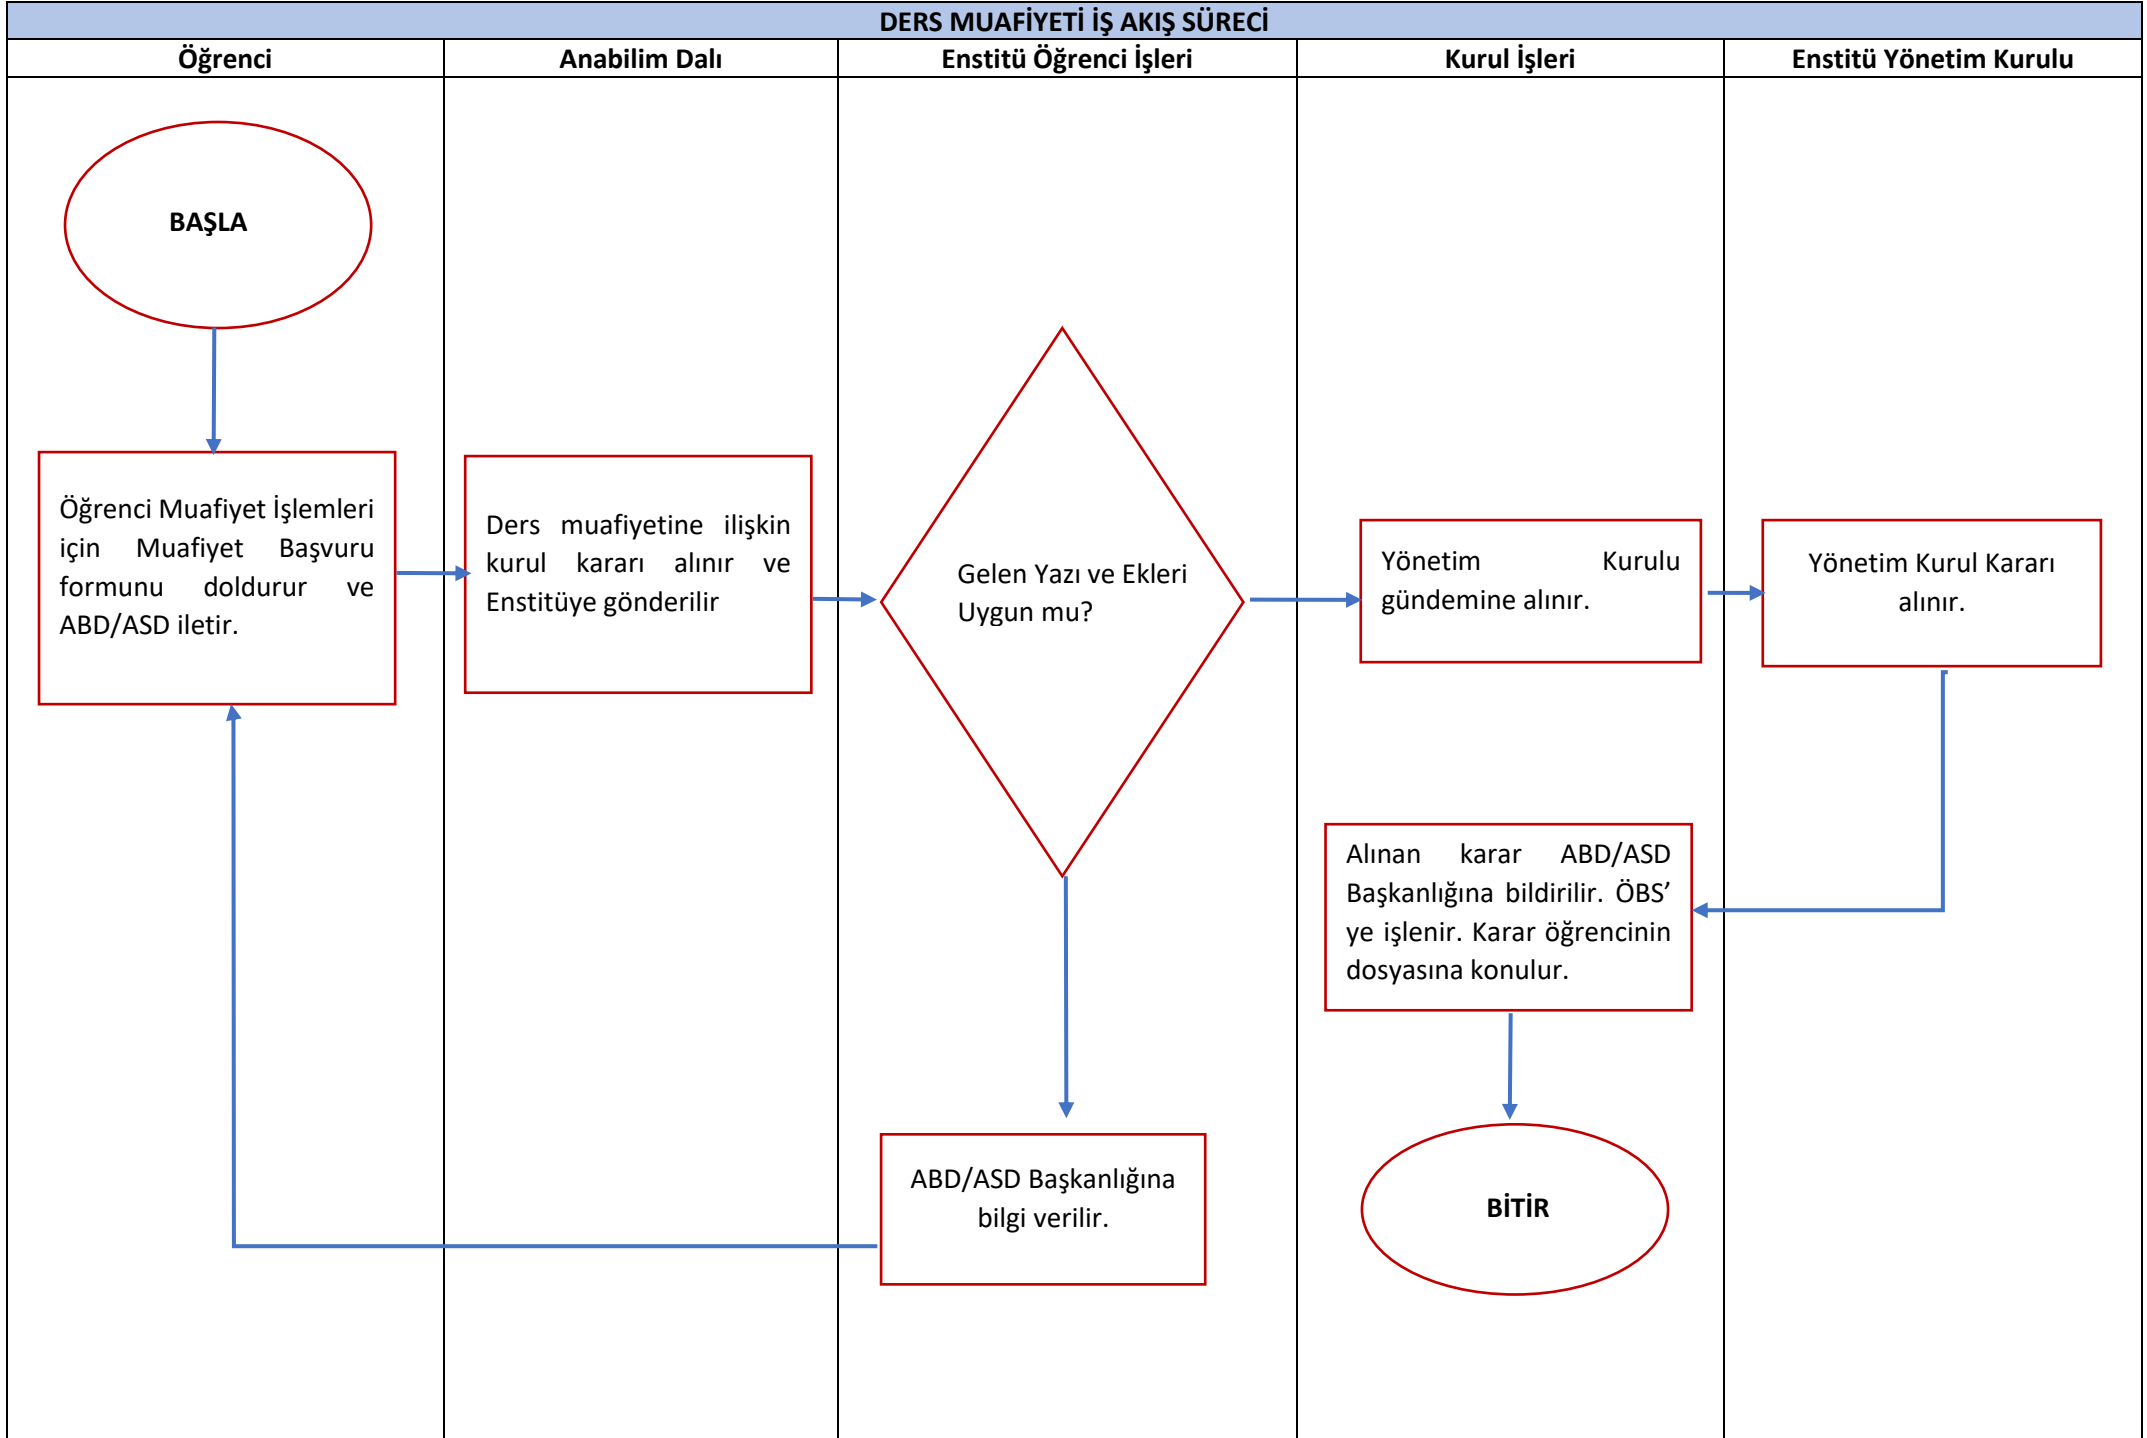 DERS MUAFİYETİ İŞ AKIŞ SÜRECİ
Öğrenci
Anabilim Dalı
Enstitü Öğrenci İşleri
Kurul İşleri
Enstitü Yönetim Kurulu
BAŞLA
Öğrenci Muafiyet İşlemleri
için Muafiyet Başvuru
formunu doldurur ve
ABD/ASD iletir.
Ders muafiyetine ilişkin
kurul kararı alınır ve
Enstitüye gönderilir
Gelen Yazı ve Ekleri
Uygun mu?
Yönetim Kurulu
gündemine alınır.
Yönetim Kurul Kararı
alınır.
Alınan karar ABD/ASD
Başkanlığına bildirilir. ÖBS’
ye işlenir. Karar öğrencinin
dosyasına konulur.
ABD/ASD Başkanlığına
bilgi verilir.
BİTİR